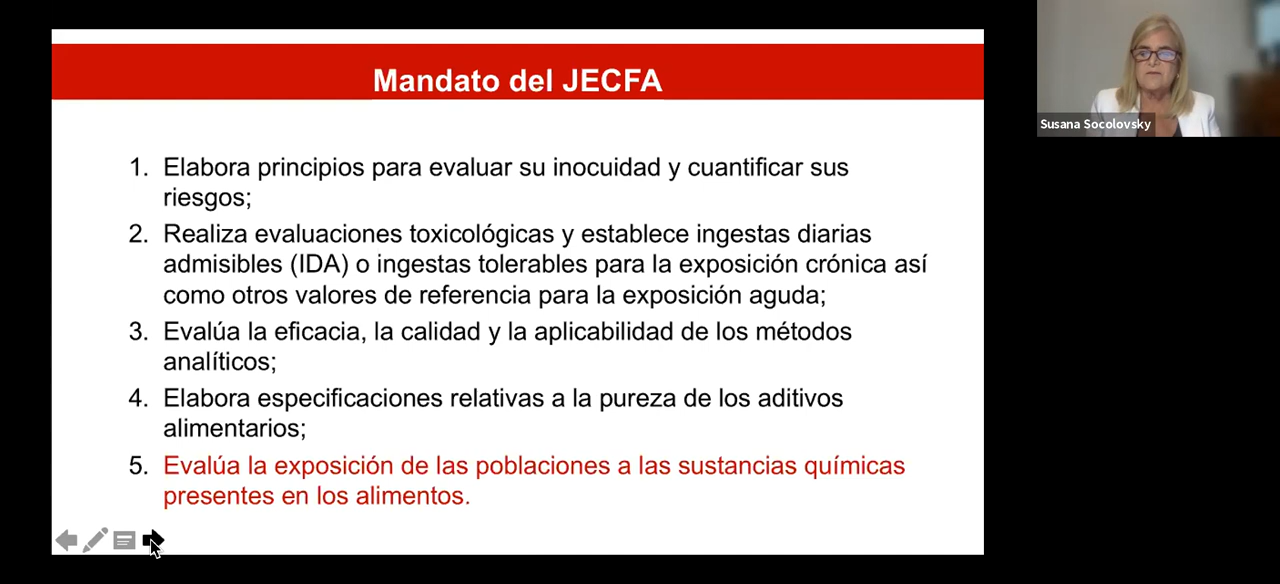 Mandato del JECFA
Susana Socolovsky
1. Elabora principios para evaluar su inocuidad y cuantificar sus
riesgos;
2. Realiza evaluaciones toxicológicas y establece ingestas diarias
admisibles (IDA) o ingestas tolerables para la exposición crónica así
como otros valores de referencia para la exposición aguda;
3. Evalúa la eficacia, la calidad y la aplicabilidad de los métodos
analíticos;
4. Elabora especificaciones relativas a la pureza de los aditivos
alimentarios;
5. Evalúa la exposición de las poblaciones a las sustancias químicas
presentes en los alimentos.